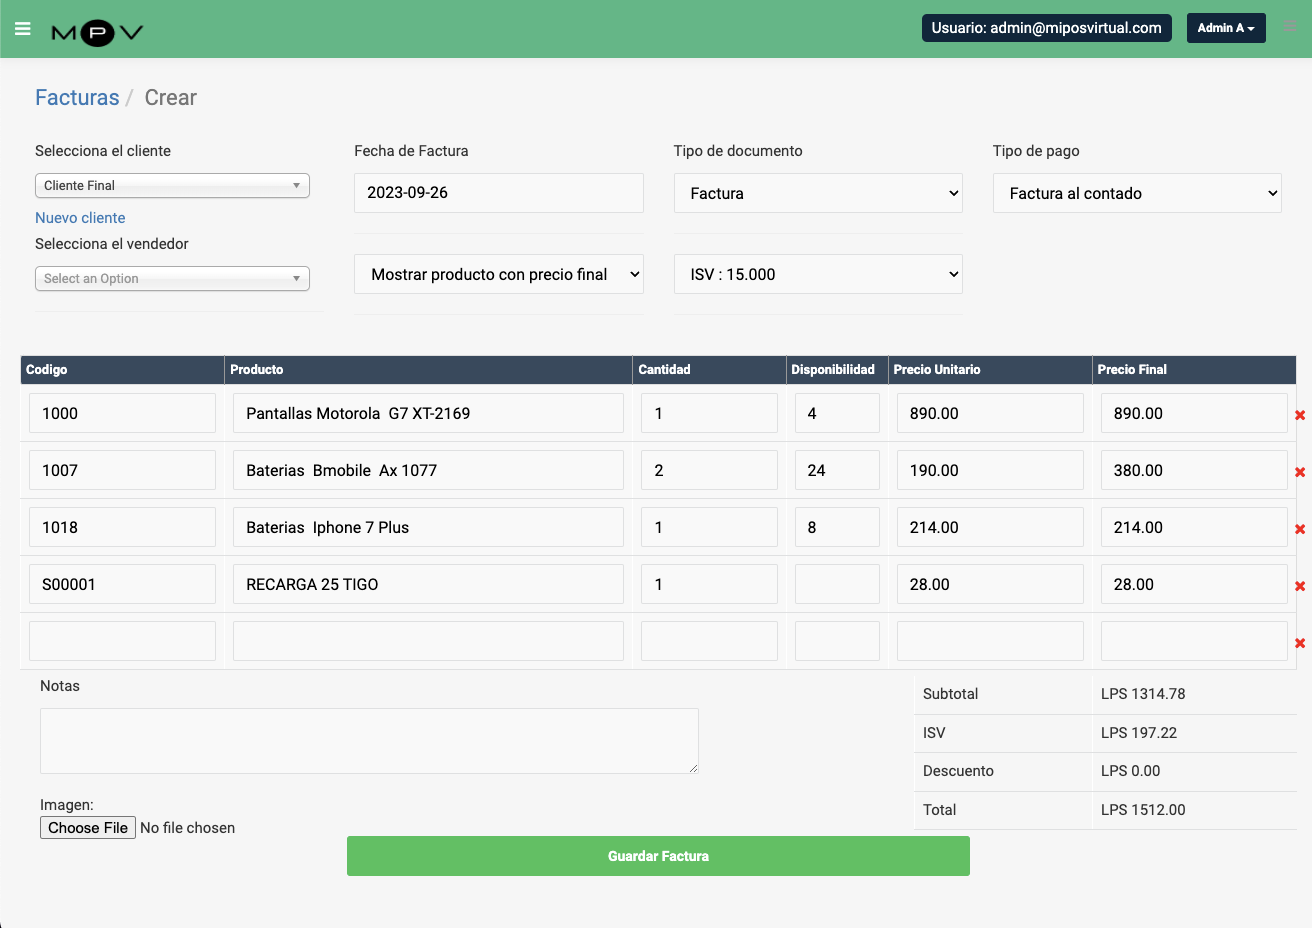 MPV
Usuario: admin@miposvirtual.com
Admin A
Facturas / Crear
Selecciona el cliente
Fecha de Factura
Tipo de documento
Tipo de pago
Cliente Final
2023-09-26
Factura
Factura al contado
Nuevo cliente
Selecciona el vendedor
Select an Option
Mostrar producto con precio final
ISV : 15.000
Codigo Producto Cantidad Disponibilidad Precio Unitario Precio Final
1000 Pantallas Motorola  G7 XT-2169 1 4 890.00 890.00
1007 Baterias  Bmobile  Ax 1077 2 24 190.00 380.00
1018 Baterias  Iphone 7 Plus 1 8 214.00 214.00
S00001 RECARGA 25 TIGO 1 28.00 28.00
Notas
Subtotal LPS 1314.78
ISV LPS 197.22
Descuento LPS 0.00
Total LPS 1512.00
Imagen:
Choose File No file chosen
Guardar Factura